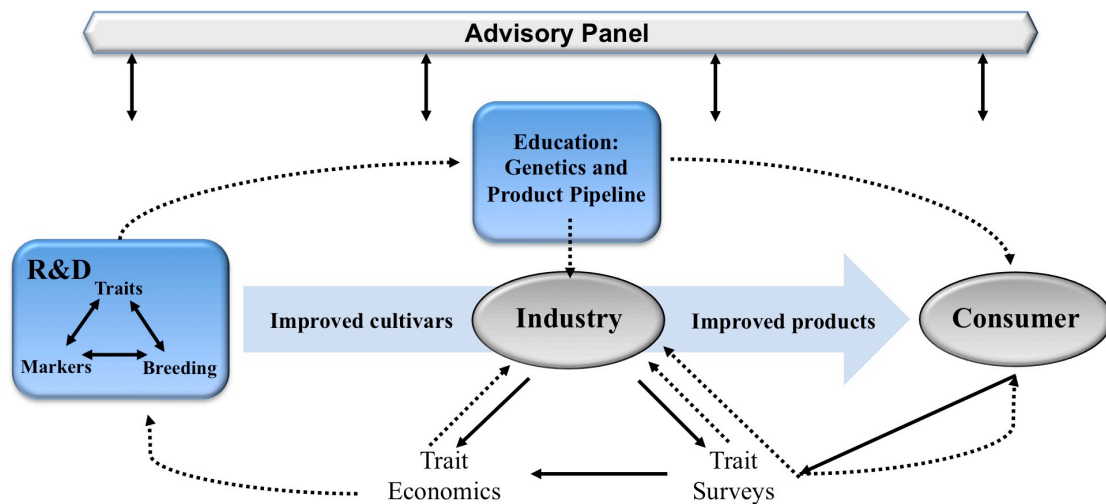 Advisory Panel
Education:
Genetics and
Product Pipeline
R&D
Traits
Markers
Breeding
Improved cultivars
Industry
Improved products
Consumer
Trait
Economics
Trait
Surveys